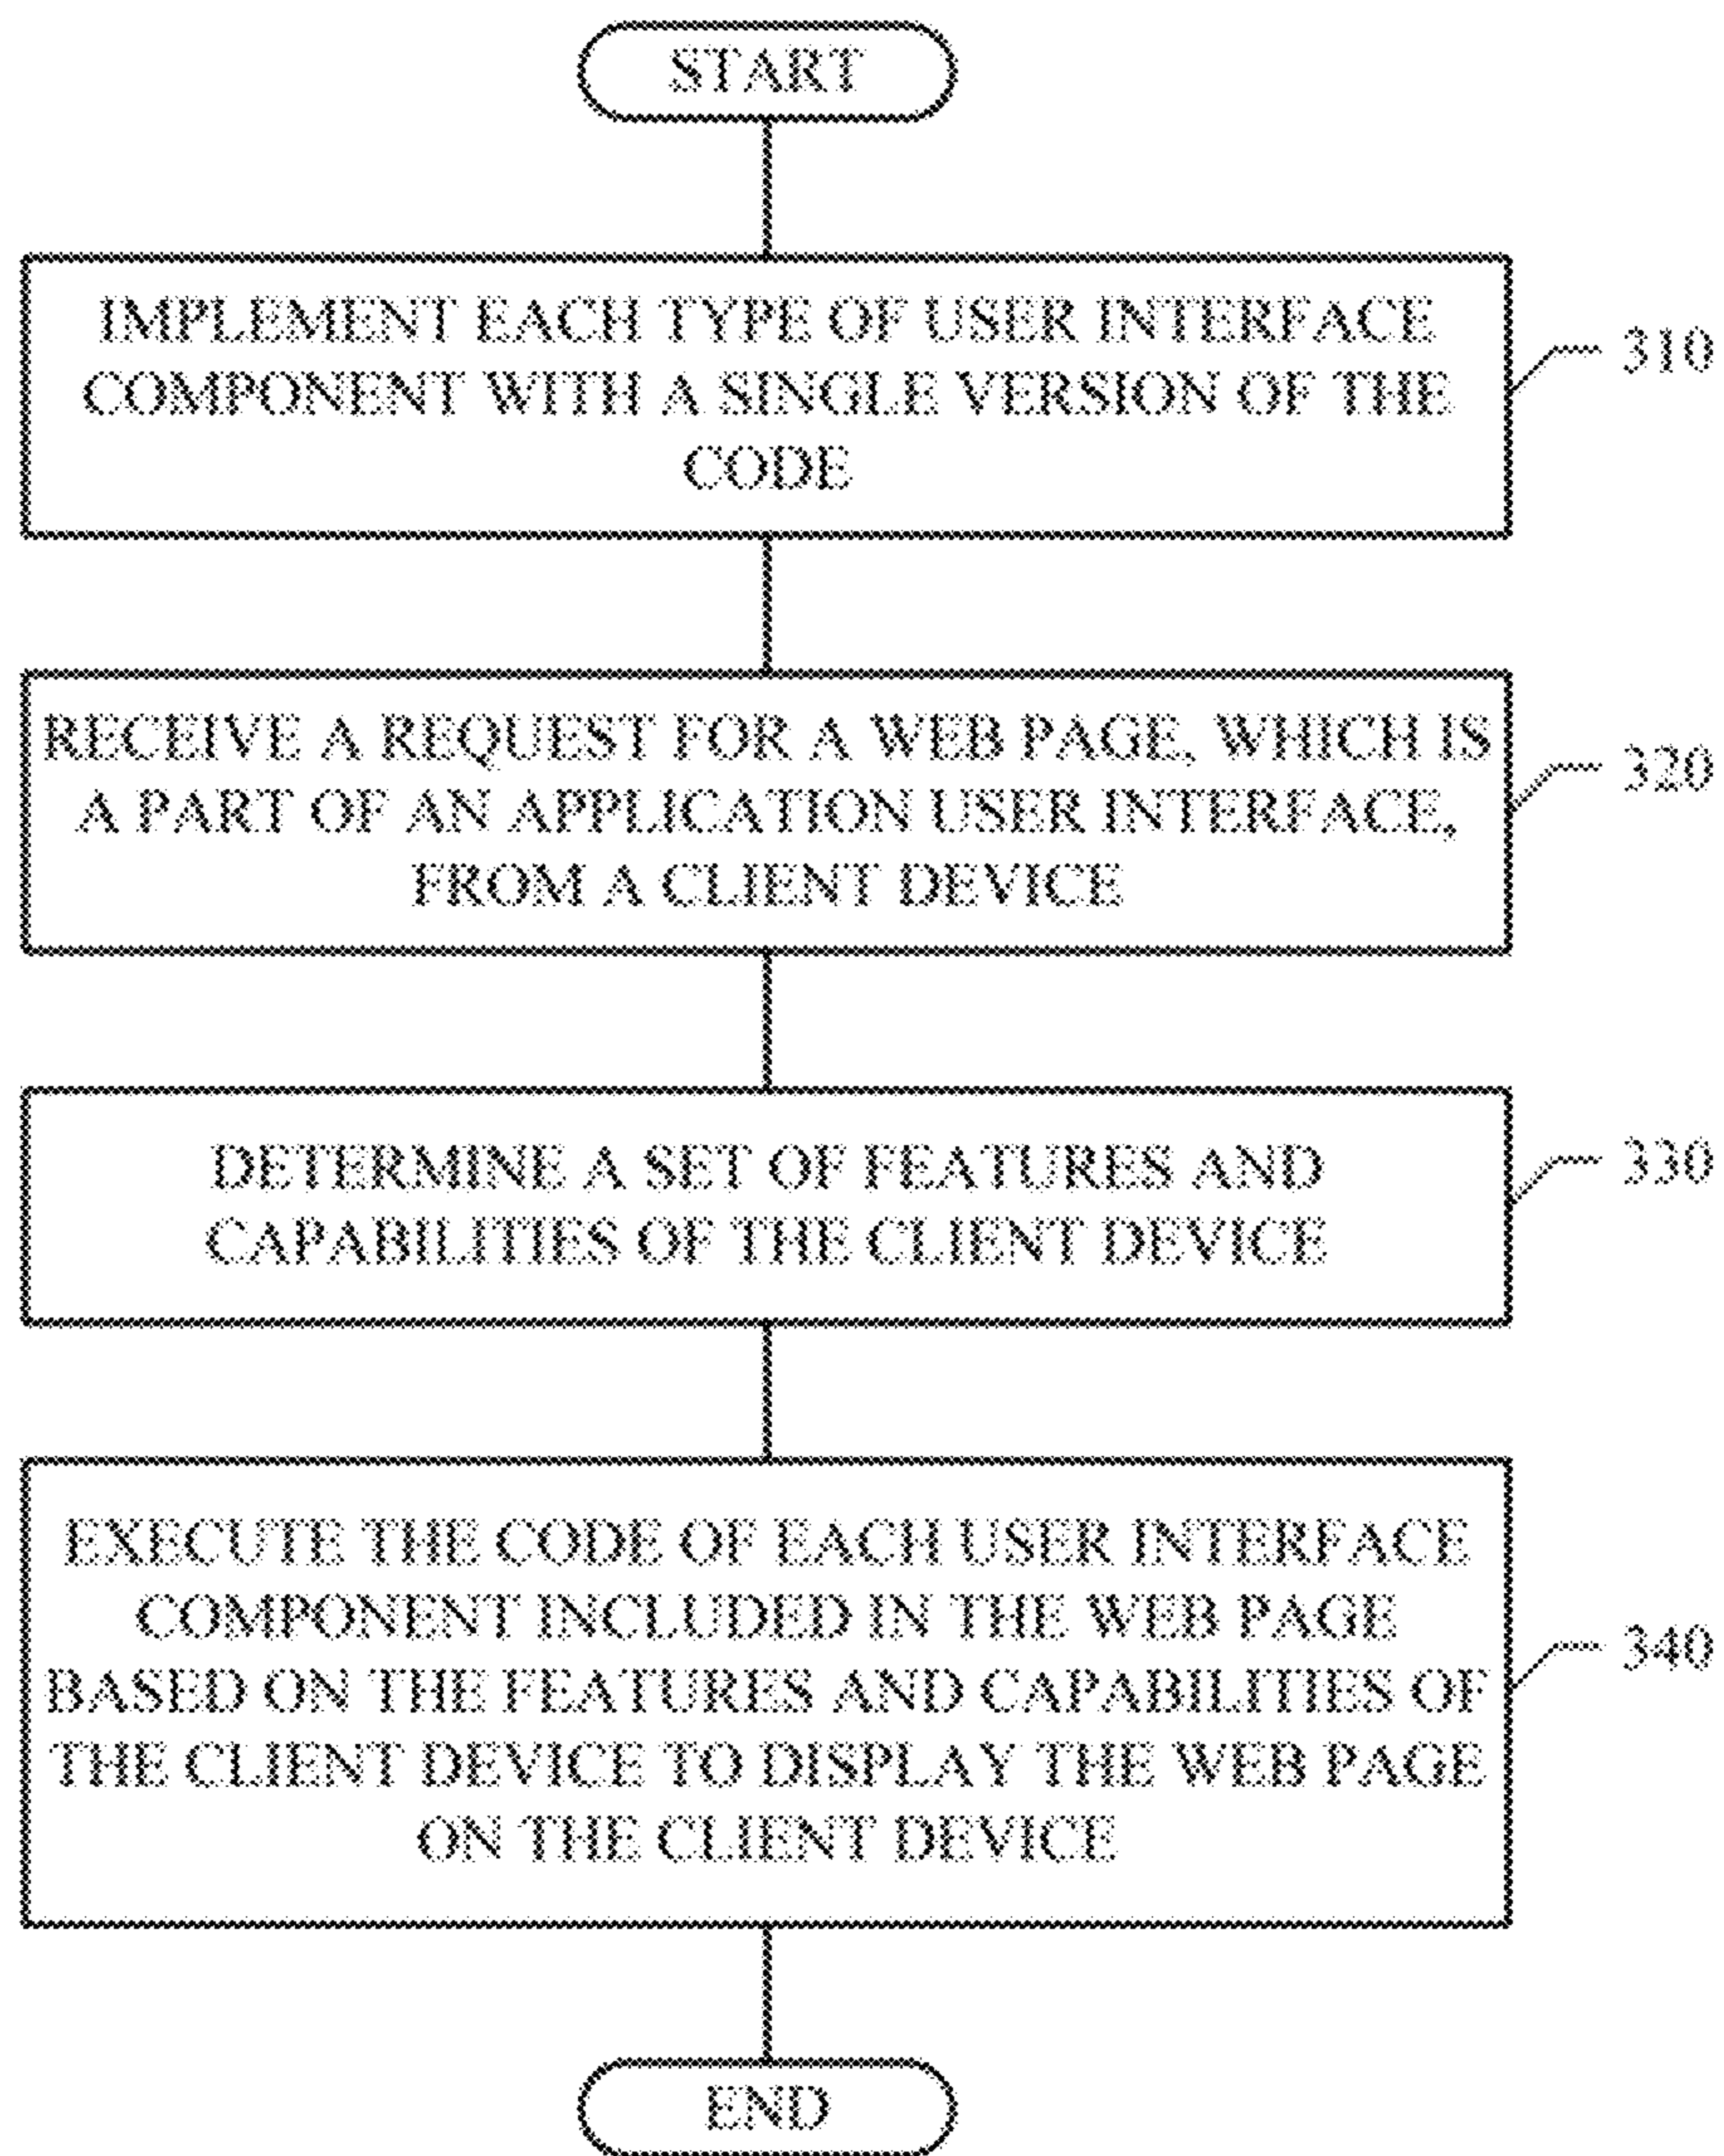 START
IMPLEMENT EACH TYPE OF USER INTERFACE
COMPONENT WITH A SINGLE VERSION OF THE
CODE
310
RECEIVE A REQUEST FOR A WEB PAGE, WHICH IS
A PART OF AN APPLICATION USER INTERFACE,
FROM A CLIENT DEVICE
320
DETERMINE A SET OF FEATURES AND
CAPABILITIES OF THE CLIENT DEVICE
330
EXECUTE THE CODE OF EACH USER INTERFACE
COMPONENT INCLUDED IN THE WEB PAGE
BASED ON THE FEATURES AND CAPABILITIES OF
THE CLIENT DEVICE TO DISPLAY THE WEB PAGE
ON THE CLIENT DEVICE
340
END